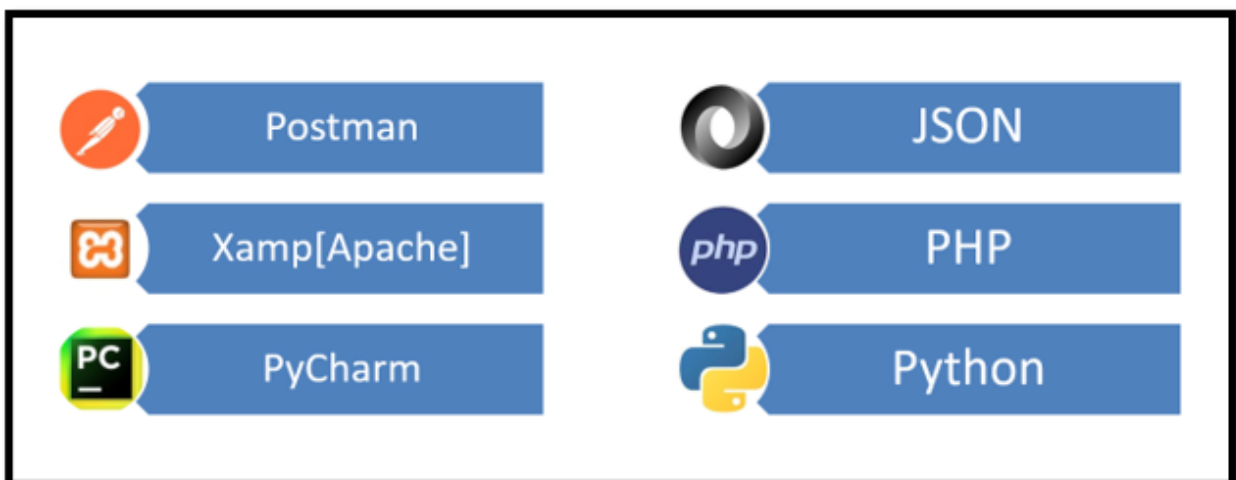 Postman
Xamp[Apache]
PC
PyCharm
JSON
php
PHP
Python